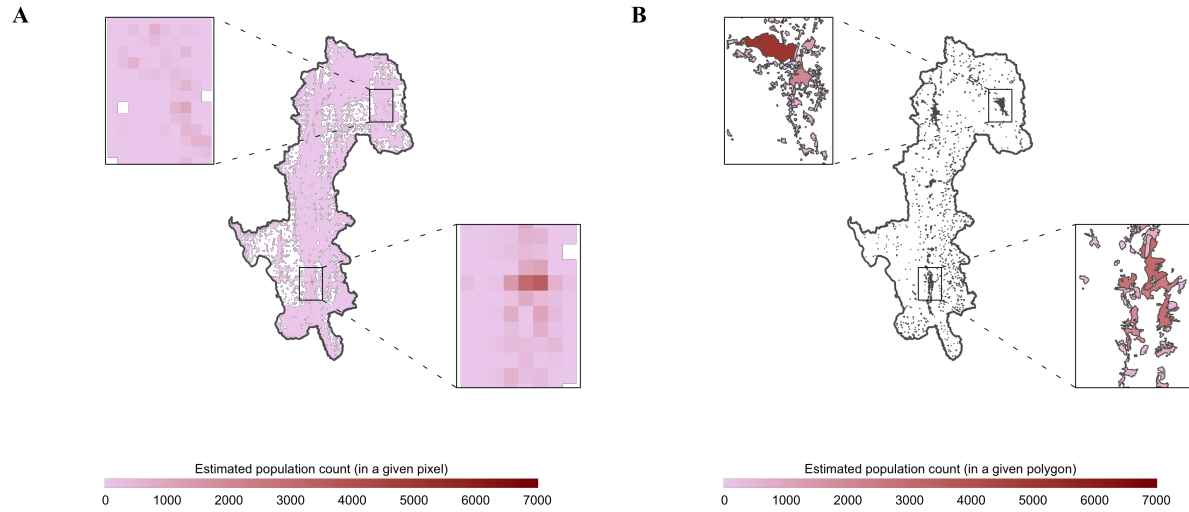 A
B
Estimated population count (in a given pixel)
0 1000 2000 3000 4000 5000 6000 7000
Estimated population count (in a given polygon)
0 1000 2000 3000 4000 5000 6000 7000